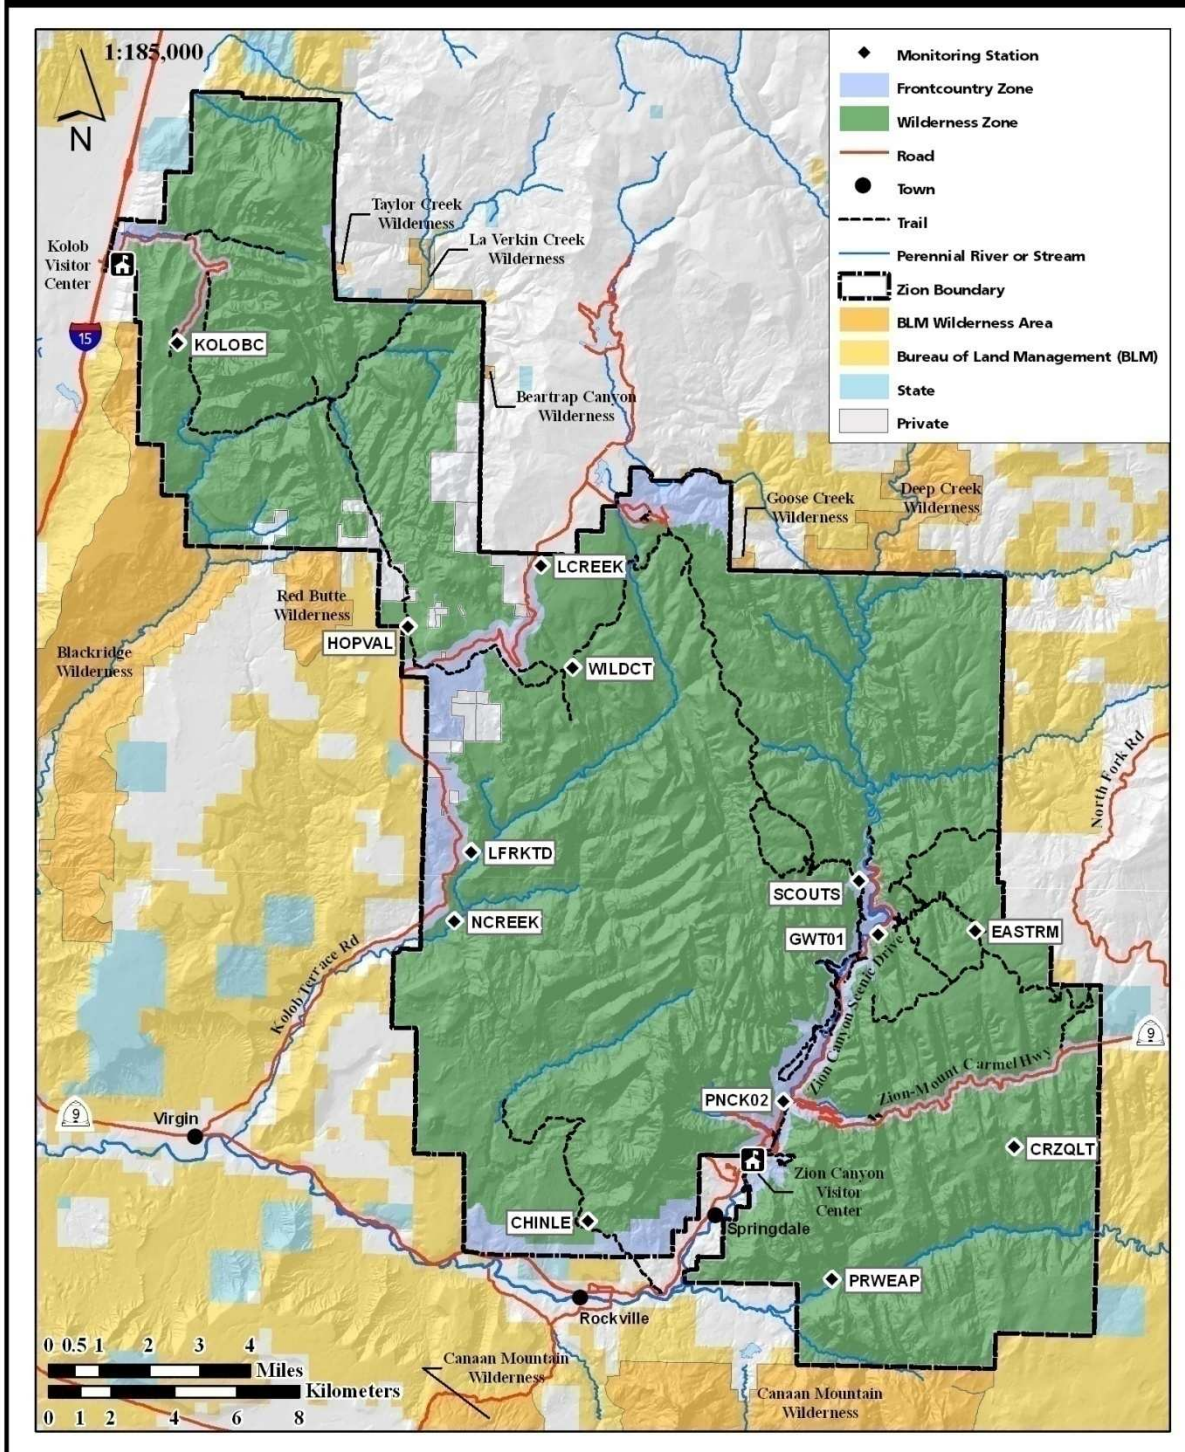 1:185,000
N
Monitoring Station
Frontcountry Zone
Wilderness Zone
Road
Town
Trail
Perennial River or Stream
Zion Boundary
BLM Wilderness Area
Bureau of Land Management (BLM)
State
Private
Taylor Creek
Wilderness
La Verkin Creek
Wilderness
Kolob
Visitor
Center
15
KOLOBC
Beartrap Canyon
Wilderness
Goose Creek
Wilderness
Deep Creek
Wilderness
LCREEK
Red Butte
Wilderness
HOPVAL
Blackridge
Wilderness
WILDCT
North Fork Rd
LFRKTD
SCOUTS
NCREEK
GWT01
EASTRM
Kolob Terrace Rd
Zion Canyon Scenic Drive
9
Zion-Mount Carmel Hwy
9
Virgin
PNCK02
CRZQLT
Zion Canyon
Visitor
Center
CHINLE
Springdale
PRWEAP
Rockville
0 0.5 1 2 3 4
Miles
Kilometers
0 1 2 4 6 8
Canaan Mountain
Wilderness
Canaan Mountain
Wilderness